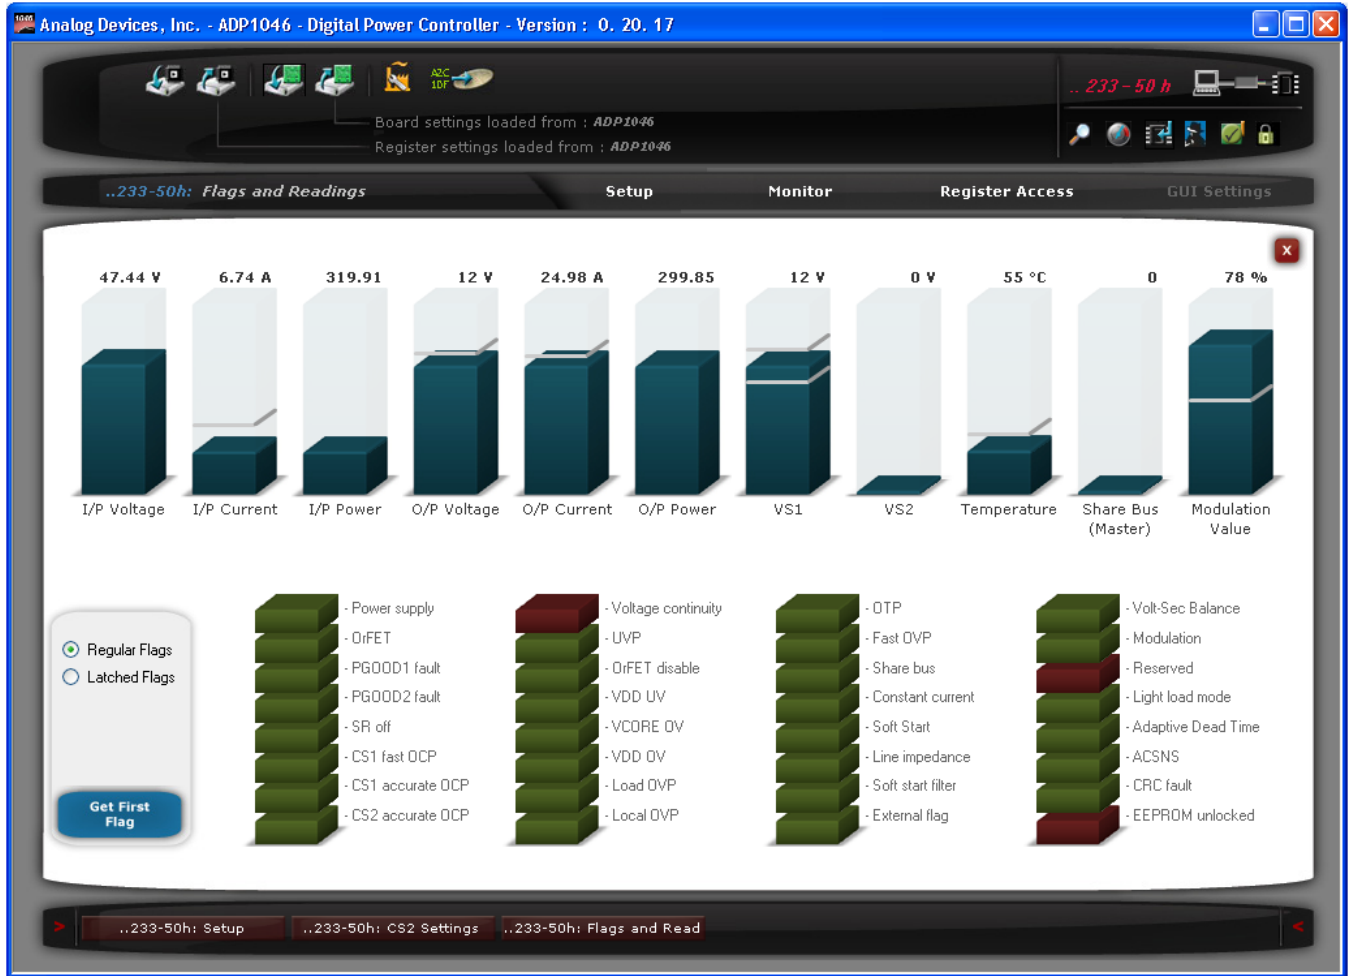 1046 Analog Devices, Inc. - ADP1046 - Digital Power Controller - Version : 0. 20. 17
A2C
1DF
.. 233 - 50 h
Board settings loaded from : ADP1046
Register settings loaded from : ADP1046
..233-50h: Flags and Readings Setup Monitor Register Access GUI Settings
X
47.44 V 6.74 A 319.91 12 V 24.98 A 299.85 12 V 0 V 55 °C 0 78 %
I/P Voltage I/P Current I/P Power O/P Voltage O/P Current O/P Power VS1 VS2 Temperature Share Bus (Master) Modulation Value
- Power supply - Voltage continuity - OTP - Volt-Sec Balance
- OrFET - UVP - Fast OVP - Modulation
Regular Flags
- PGOOD1 fault - OrFET disable - Share bus - Reserved
Latched Flags
- PGOOD2 fault - VDD UV - Constant current - Light load mode
- SR off - VCORE OV - Soft Start - Adaptive Dead Time
- CS1 fast OCP - VDD OV - Line impedance - ACSNS
- CS1 accurate OCP - Load OVP - Soft start filter - CRC fault
Get First
Flag
- CS2 accurate OCP - Local OVP - External flag - EEPROM unlocked
> ..233-50h: Setup ..233-50h: CS2 Settings ..233-50h: Flags and Read <